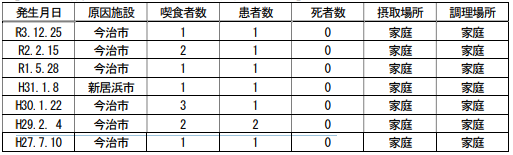 発生月日 原因施設 喫食者数 患者数 死者数 摂取場所 調理場所
R3.12.25 今治市 1 1 0 家庭 家庭
R2.2.15 今治市 2 1 0 家庭 家庭
R1.5.28 今治市 1 1 0 家庭 家庭
H31.1.8 新居浜市 1 1 0 家庭 家庭
H30.1.22 今治市 3 1 0 家庭 家庭
H29.2. 4 今治市 2 2 0 家庭 家庭
H27.7.10 今治市 1 1 0 家庭 家庭